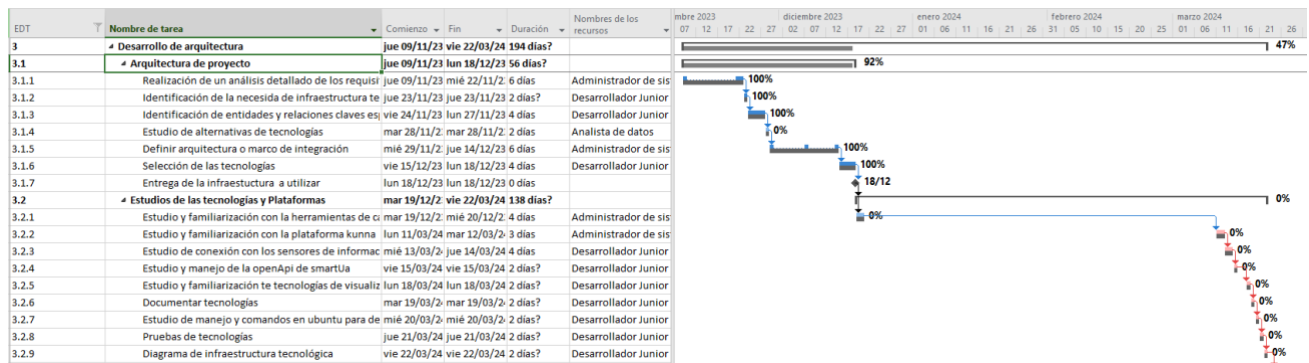 EDT Nombre de tarea Comienzo Fin Duración Nombres de los recursos
mbre 2023 diciembre 2023 enero 2024 febrero 2024 marzo 2024
07 12 17 22 27 02 07 12 17 22 27 01 06 11 16 21 26 31 05 10 15 20 25 01 06 11 16 21 26
3 Desarrollo de arquitectura jue 09/11/23 vie 22/03/24 194 días? 47%
3.1 Arquitectura de proyecto jue 09/11/23 lun 18/12/23 56 días? 92%
3.1.1 Realización de un análisis detallado de los requisi jue 09/11/23 mié 22/11/2 6 días Administrador de sis 100%
3.1.2 Identificación de la necesida de infraestructura te jue 23/11/23 jue 23/11/23 2 días? Desarrollador Junior 100%
3.1.3 Identificación de entidades y relaciones claves es vie 24/11/23 lun 27/11/23 4 días Desarrollador Junior 100%
3.1.4 Estudio de alternativas de tecnologías mar 28/11/2 mar 28/11/2 2 días Analista de datos 0%
3.1.5 Definir arquitectura o marco de integración mié 29/11/2 jue 14/12/23 6 días Administrador de sis 100%
3.1.6 Selección de las tecnologías vie 15/12/23 lun 18/12/23 4 días Desarrollador Junior 100%
3.1.7 Entrega de la infraestuctura a utilizar lun 18/12/23 lun 18/12/23 0 días 18/12
3.2 Estudios de las tecnologías y Plataformas mar 19/12/2 vie 22/03/24 138 días? 0%
3.2.1 Estudio y familiarización con la herramientas de ca mar 19/12/2 mié 20/12/2 4 días Administrador de sis 0%
3.2.2 Estudio y familiarización con la plataforma kunna lun 11/03/24 mar 12/03/2 3 días Administrador de sis 0%
3.2.3 Estudio de conexión con los sensores de informac mié 13/03/2 jue 14/03/24 4 días Desarrollador Junior 0%
3.2.4 Estudio y manejo de la openApi de smartUa vie 15/03/24 vie 15/03/24 2 días? Desarrollador Junior 0%
3.2.5 Estudio y familiarización te tecnologías de visualiz lun 18/03/24 lun 18/03/24 2 días? Desarrollador Junior 0%
3.2.6 Documentar tecnologías mar 19/03/2 mar 19/03/2 2 días? Desarrollador Junior 0%
3.2.7 Estudio de manejo y comandos en ubuntu para de mié 20/03/2 mié 20/03/2 2 días? Desarrollador Junior 0%
3.2.8 Pruebas de tecnologías jue 21/03/24 jue 21/03/24 2 días? Desarrollador Junior 0%
3.2.9 Diagrama de infraestructura tecnológica vie 22/03/24 vie 22/03/24 2 días? Desarrollador Junior 0%